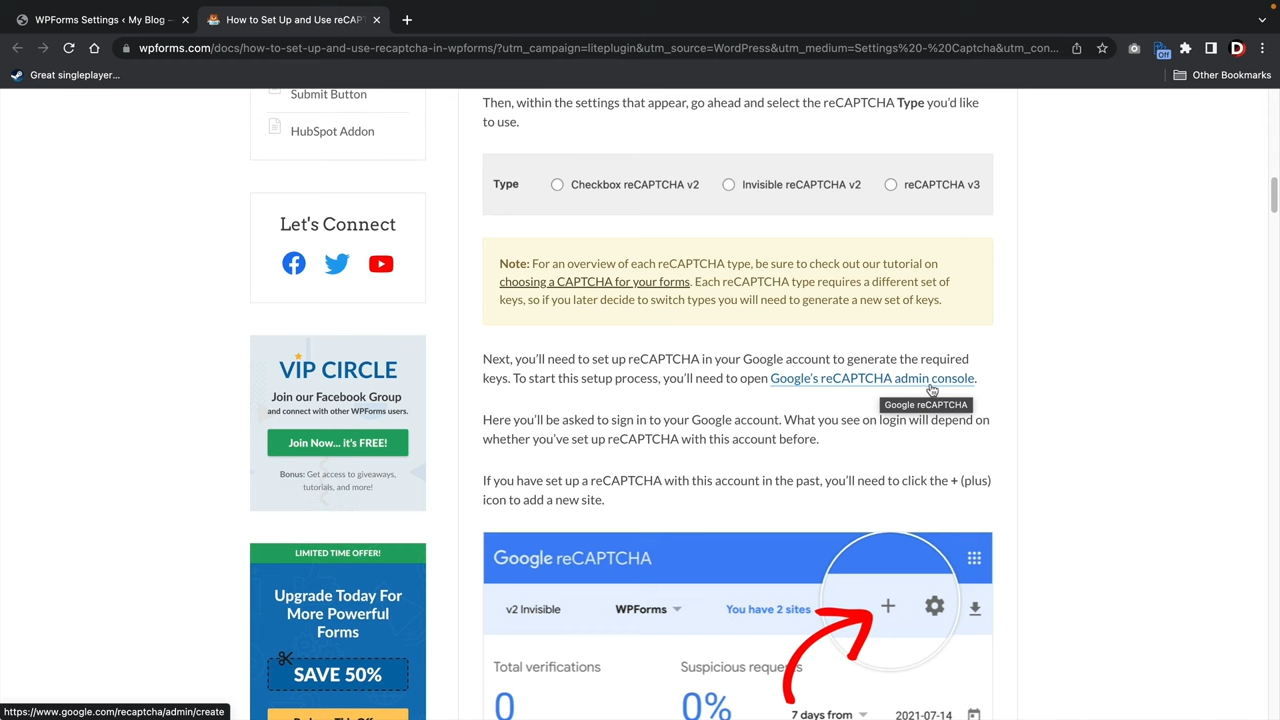 WPForms Settings ‹ My Blog —
How to Set Up and Use reCAPT
wpforms.com/docs/how-to-set-up-and-use-recaptcha-in-wpforms/?utm_campaign=liteplugin&utm_source=WordPress&utm_medium=Settings%20-%20Captcha&utm_con...
Off
D
Great singleplayer...
Other Bookmarks
Submit Button
HubSpot Addon
Let's Connect
VIP CIRCLE
Join our Facebook Group
and connect with other WPForms users.
Join Now... it's FREE!
Bonus: Get access to giveaways,
tutorials, and more!
LIMITED TIME OFFER!
Upgrade Today For
More Powerful
Forms
SAVE 50%
Then, within the settings that appear, go ahead and select the reCAPTCHA Type you'd like
to use.
Type
Checkbox reCAPTCHA v2
Invisible reCAPTCHA v2
reCAPTCHA v3
Note: For an overview of each reCAPTCHA type, be sure to check out our tutorial on
choosing a CAPTCHA for your forms. Each reCAPTCHA type requires a different set of
keys, so if you later decide to switch types you will need to generate a new set of keys.
Next, you'll need to set up reCAPTCHA in your Google account to generate the required
keys. To start this setup process, you'll need to open Google's reCAPTCHA admin console.
Google reCAPTCHA
Here you'll be asked to sign in to your Google account. What you see on login will depend on
whether you've set up reCAPTCHA with this account before.
If you have set up a reCAPTCHA with this account in the past, you'll need to click the + (plus)
icon to add a new site.
Google reCAPTCHA
v2 Invisible
WPForms
You have 2 sites
+
Total verifications
Suspicious requests
0
0%
7 days from
2021-07-14
https://www.google.com/recaptcha/admin/create